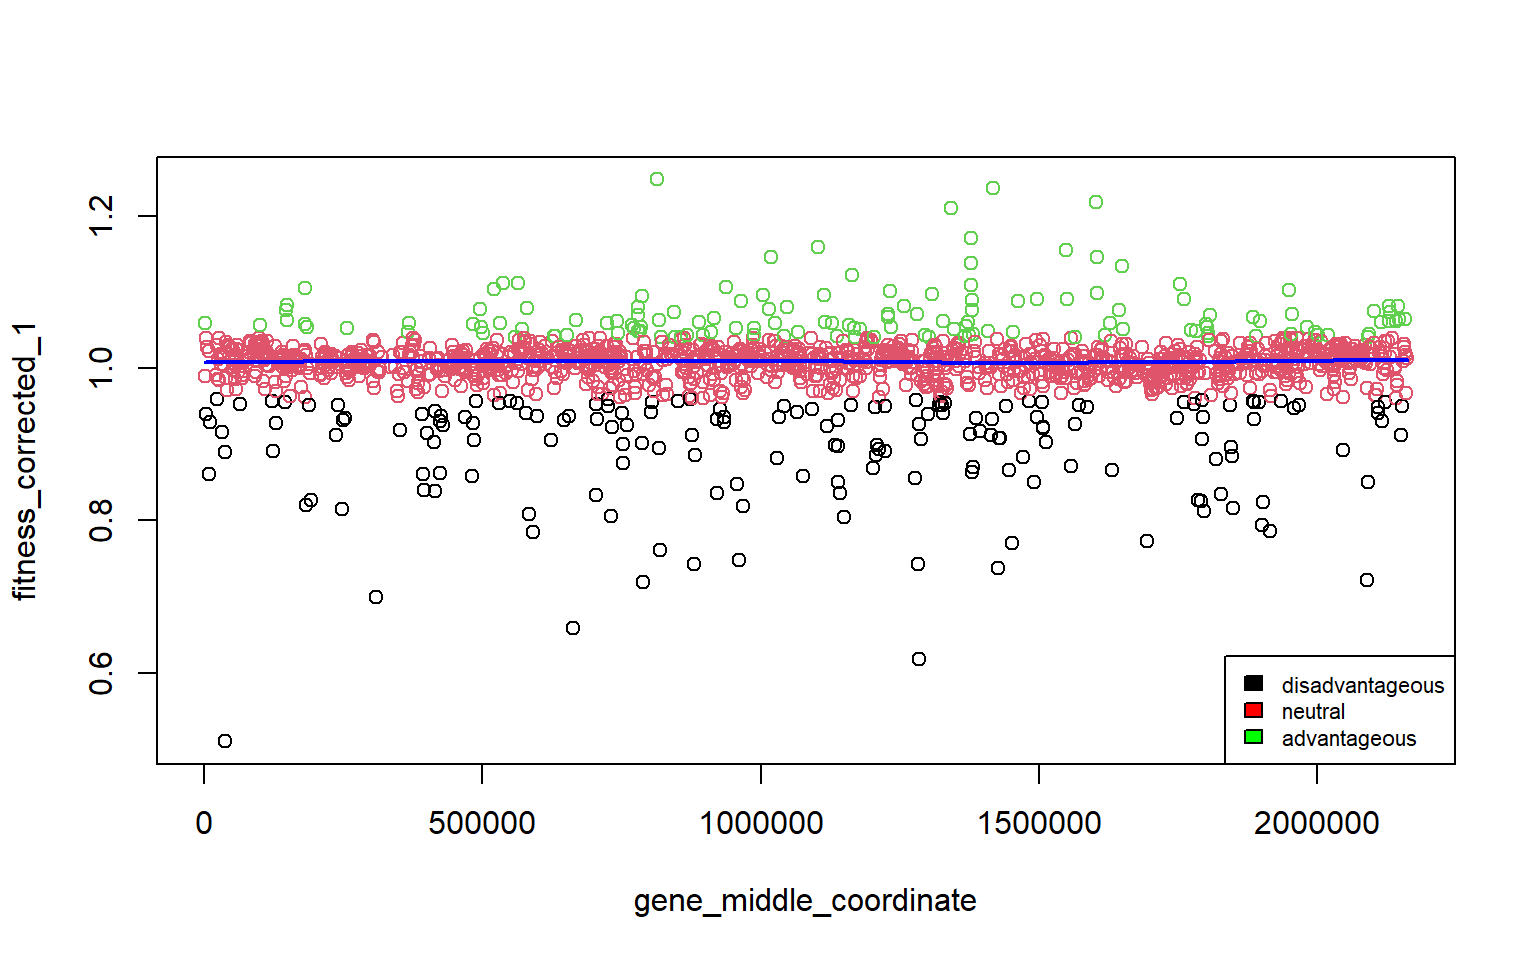 fitness_corrected_1
1.2
1.0
0.8
0.6
disadvantageous
neutral
advantageous
0 500000 1000000 1500000 2000000
gene_middle_coordinate